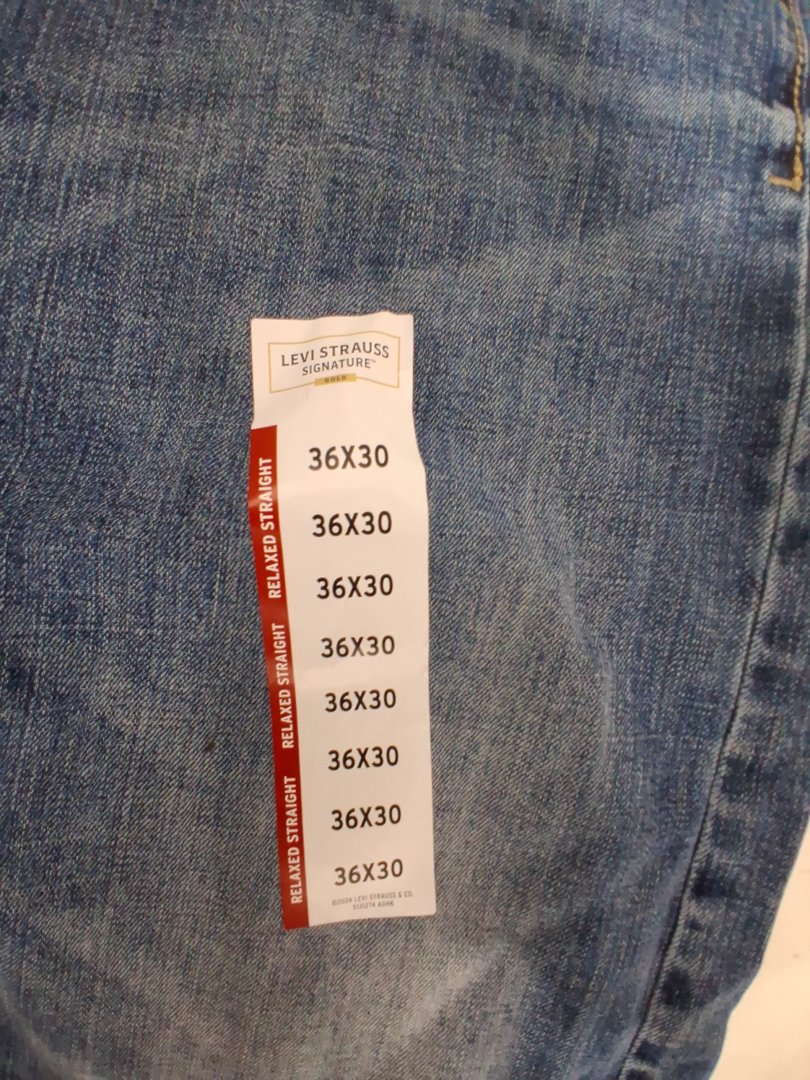 LEVI STRAUSS
SIGNATURE™
GOLD
36X30
36X30
36X30
36X30
36X30
36X30
36X30
36X30
RELAXED STRAIGHT
RELAXED STRAIGHT
RELAXED STRAIGHT
©2024 LEVI STRAUSS & CO.